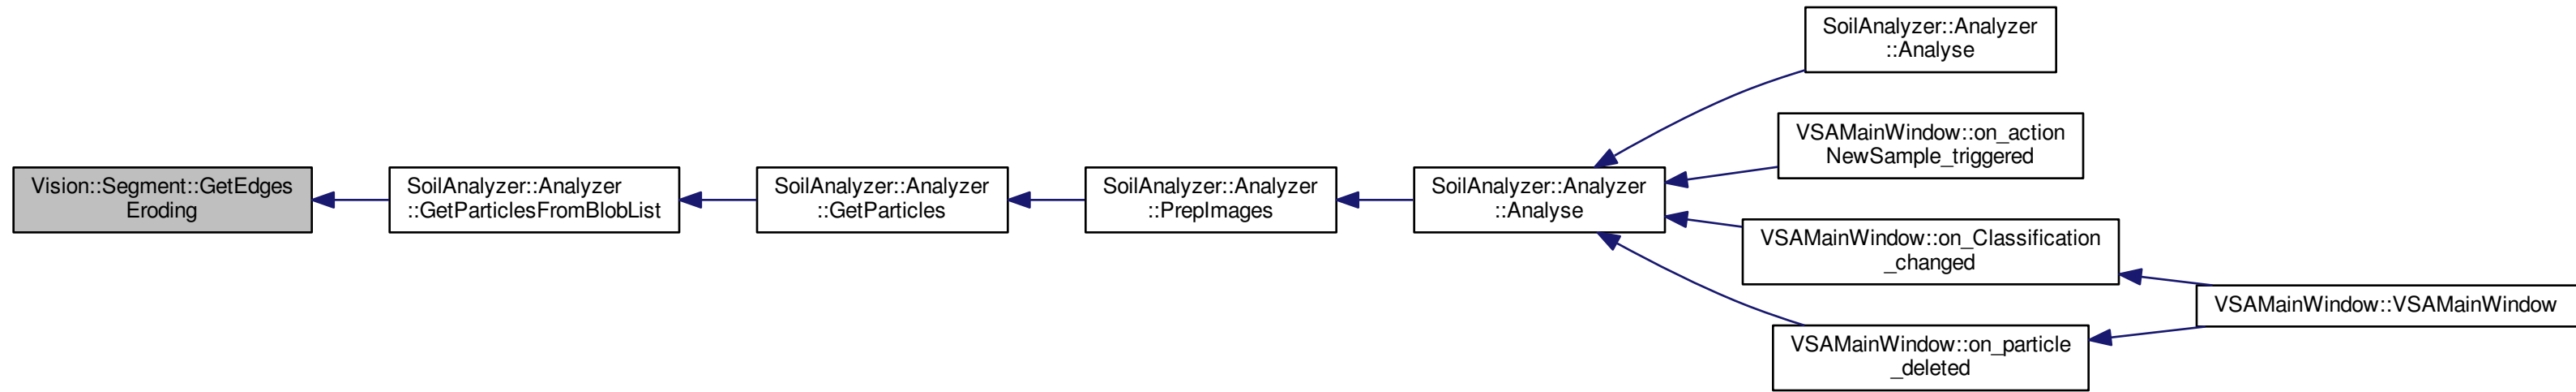 Vision::Segment::GetEdges
Eroding
SoilAnalyzer::Analyzer
::GetParticlesFromBlobList
SoilAnalyzer::Analyzer
::GetParticles
SoilAnalyzer::Analyzer
::PrepImages
SoilAnalyzer::Analyzer
::Analyse
SoilAnalyzer::Analyzer
::Analyse
VSAMainWindow::on_action
NewSample_triggered
VSAMainWindow::on_Classification
_changed
VSAMainWindow::on_particle
_deleted
VSAMainWindow::VSAMainWindow